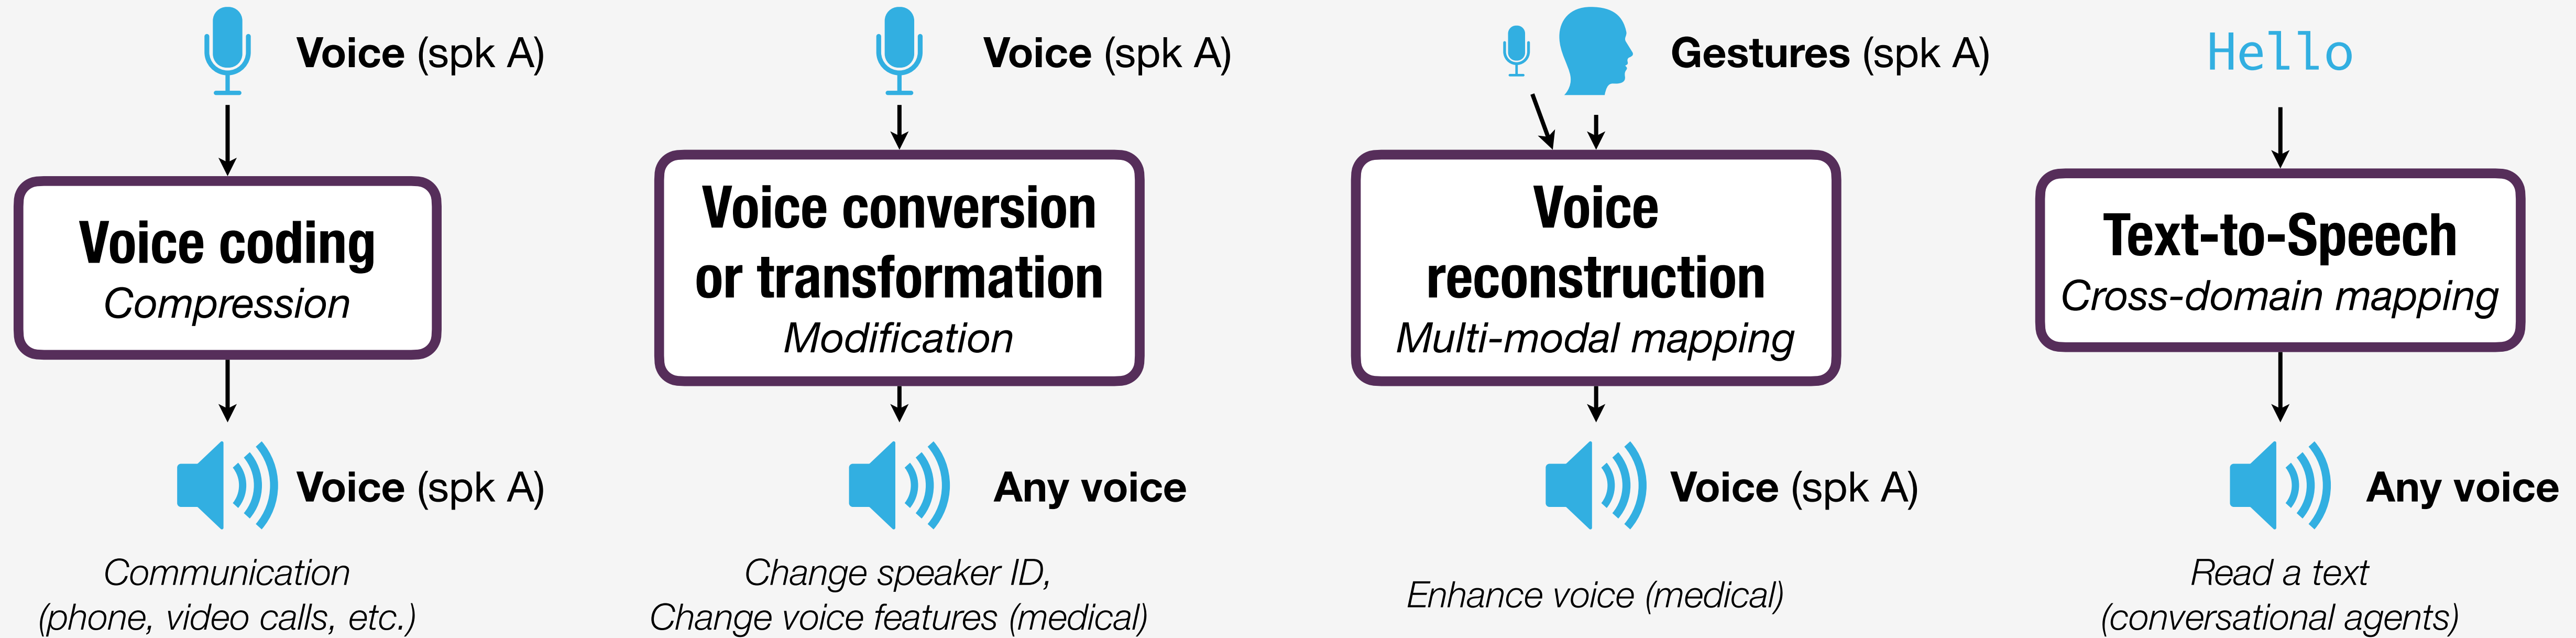 Voice (spk A)
Voice coding
Compression
Voice (spk A)
Communication
(phone, video calls, etc.)
Voice (spk A)
Voice conversion
or transformation
Modification
Any voice
Change speaker ID,
Change voice features (medical)
Gestures (spk A)
Voice
reconstruction
Multi-modal mapping
Voice (spk A)
Enhance voice (medical)
Hello
Text-to-Speech
Cross-domain mapping
Any voice
Read a text
(conversational agents)